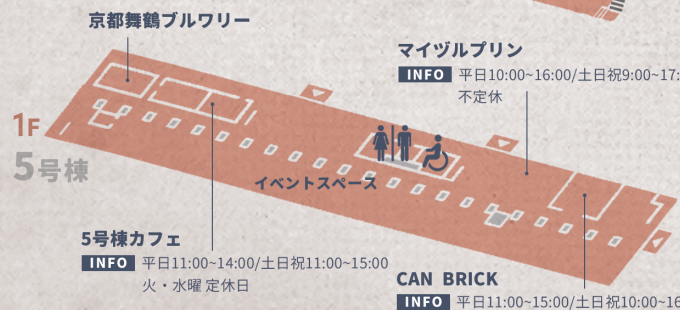 京都舞鶴ブルワリー
マイヅルプリン
INFO 平日10:00~16:00/土日祝9:00~17:
不定休
1F
5号棟
イベントスペース
5号棟カフェ
INFO 平日11:00~14:00/土日祝11:00~15:00
火・水曜 定休日
CAN BRICK
INFO 平日11:00~15:00/土日祝10:00~16